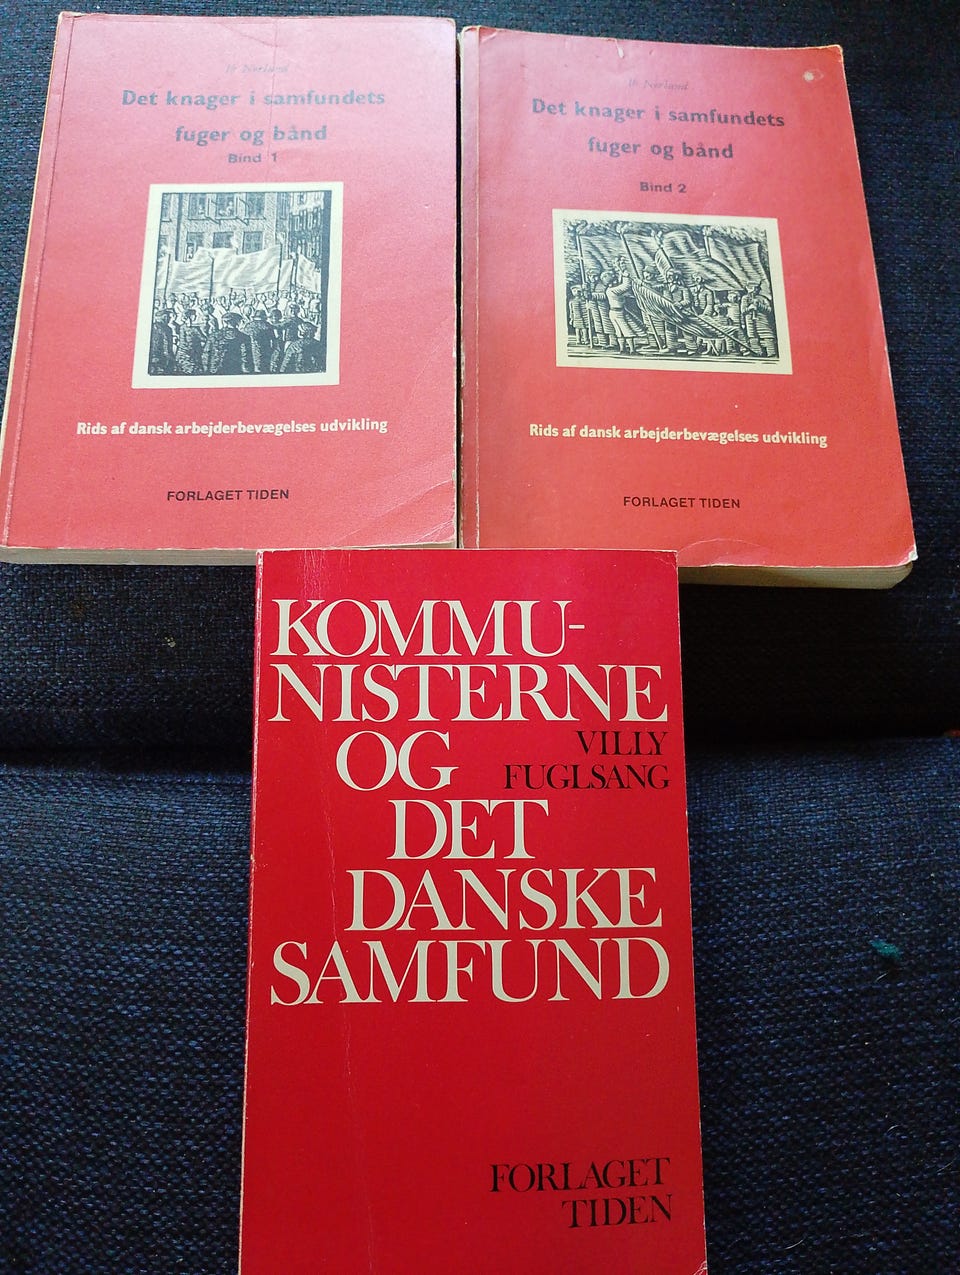 Ib Nørlund
Det knager i samfundets
fuger og bånd
Bind 1
Rids af dansk arbejderbevægelses udvikling
FORLAGET TIDEN
Ib Nørlund
Det knager i samfundets
fuger og bånd
Bind 2
Rids af dansk arbejderbevægelses udvikling
FORLAGET TIDEN
KOMMU-
NISTERNE
OG
VILLY
FUGLSANG
DET
DANSKE
SAMFUND
FORLAGET
TIDEN